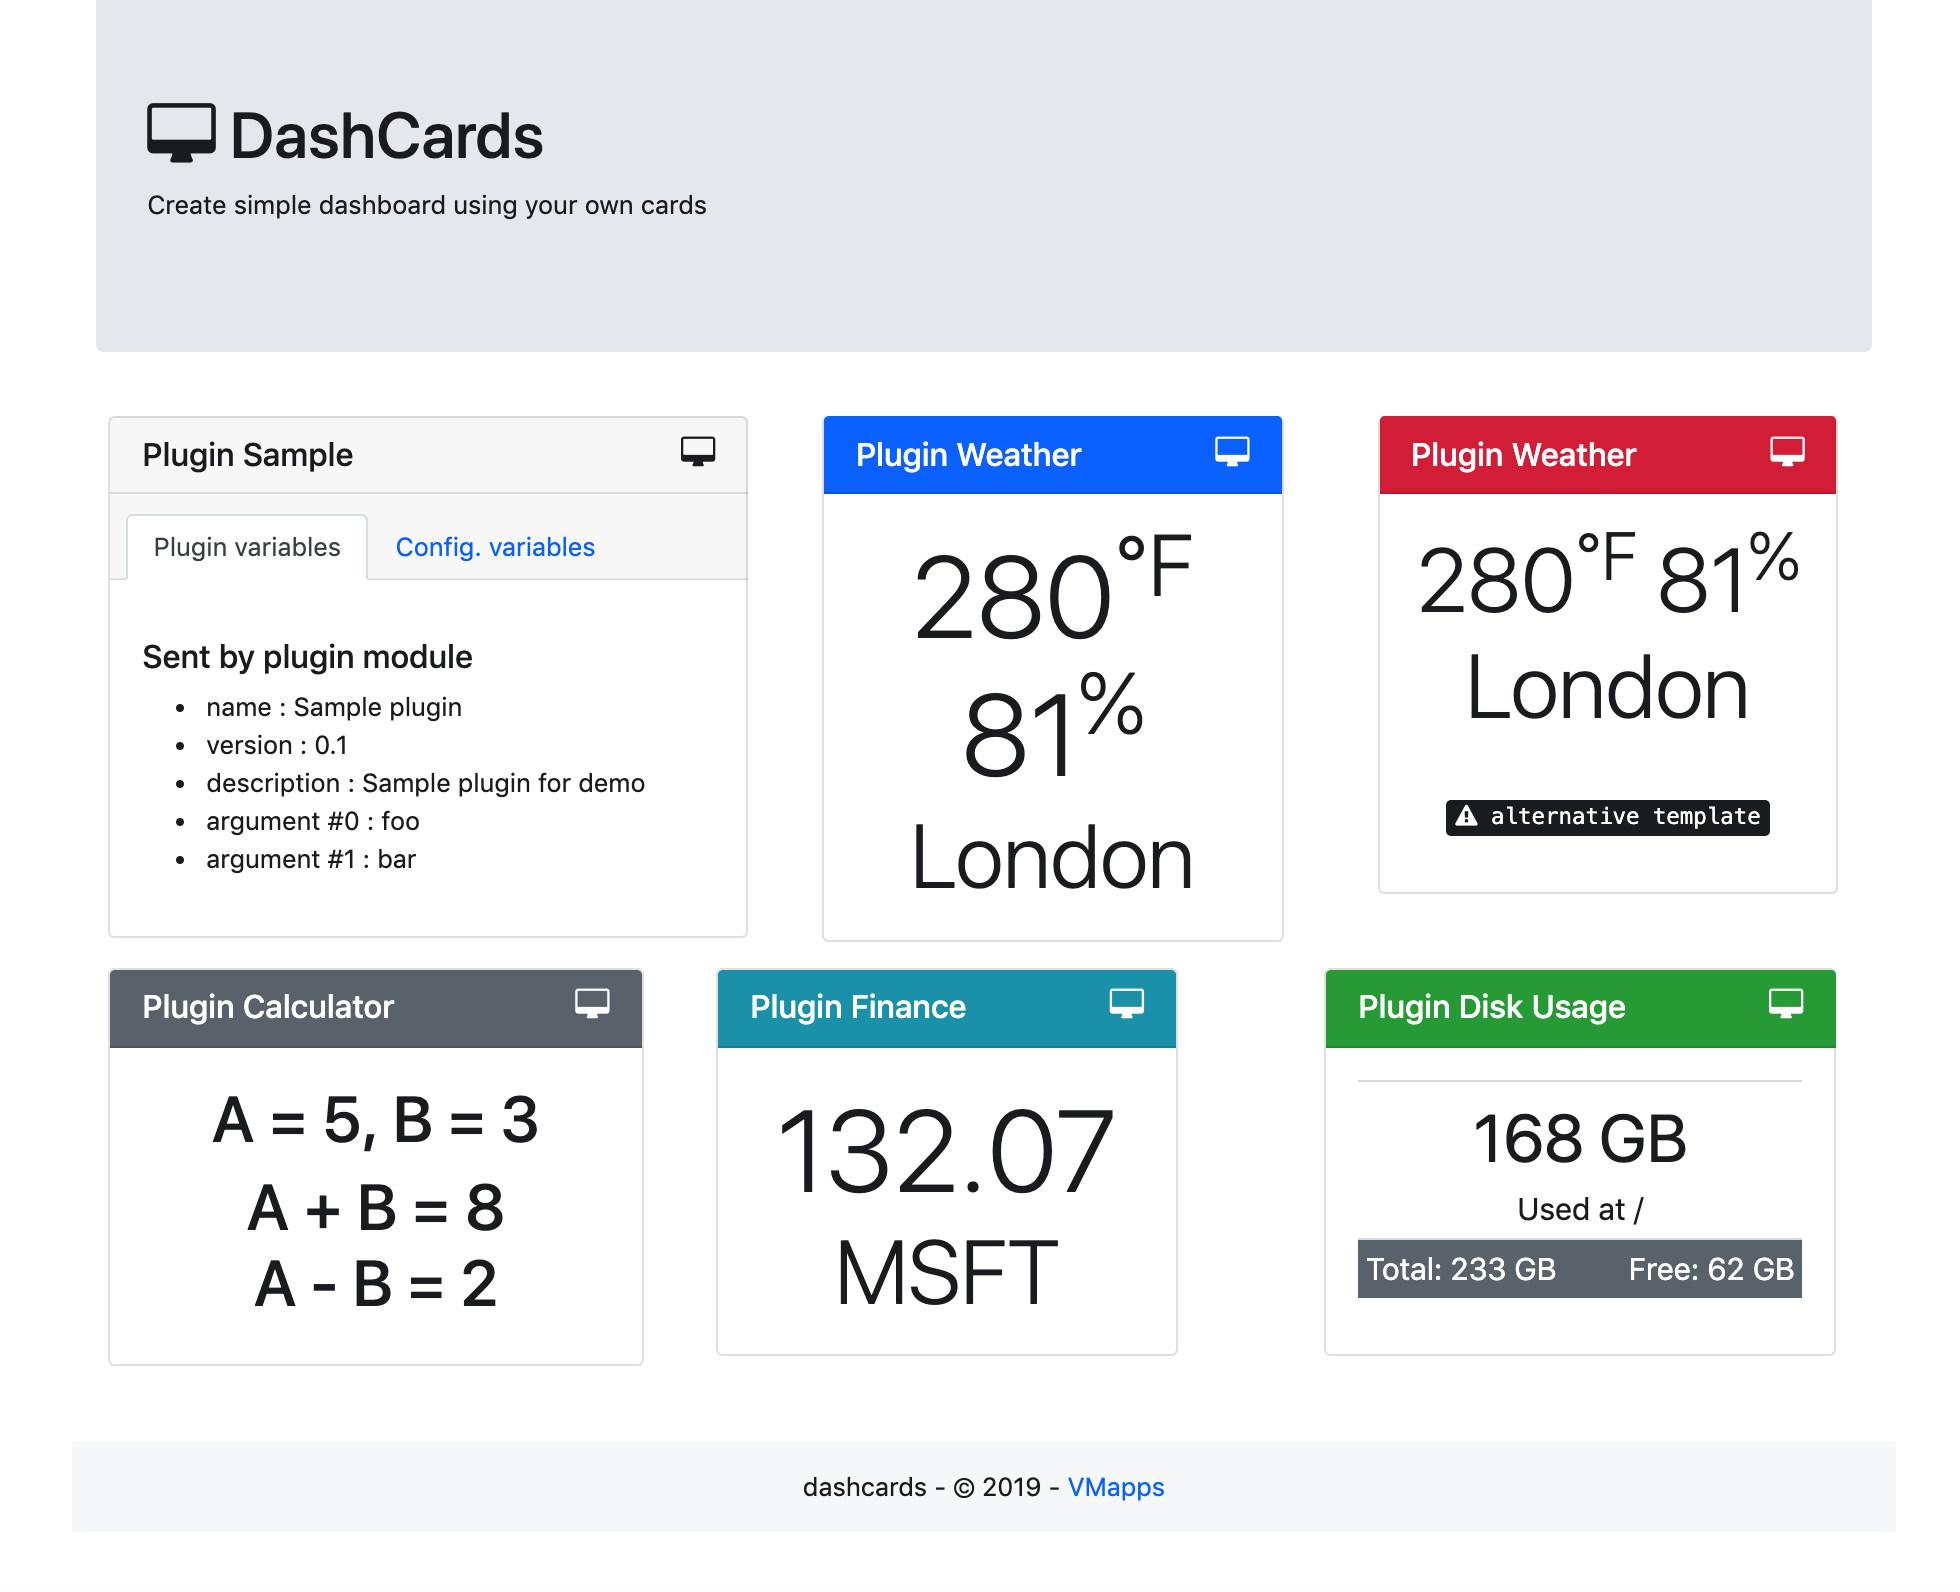 DashCards
Create simple dashboard using your own cards
Plugin Sample
Plugin variables
Config. variables
Sent by plugin module
name : Sample plugin
version : 0.1
description : Sample plugin for demo
argument #0 : foo
argument #1 : bar
Plugin Weather
280°F
81%
London
Plugin Weather
280°F 81%
London
alternative template
Plugin Calculator
A = 5, B = 3
A + B = 8
A - B = 2
Plugin Finance
132.07
MSFT
Plugin Disk Usage
168 GB
Used at /
Total: 233 GB Free: 62 GB
dashcards - © 2019 - VMapps